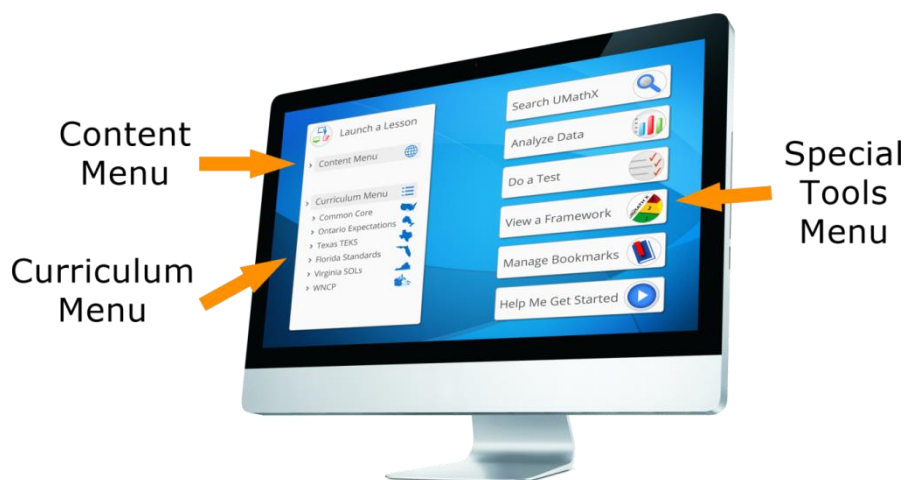 Content
Menu
Curriculum
Menu
Launch a Lesson
> Content Menu
> Curriculum Menu
> Common Core
> Ontario Expectations
> Texas TEKS
> Florida Standards
> Virginia SOLs
> WNCP
Search UMathX
Analyze Data
Do a Test
View a Framework
UMATH X
Manage Bookmarks
Help Me Get Started
Special
Tools
Menu